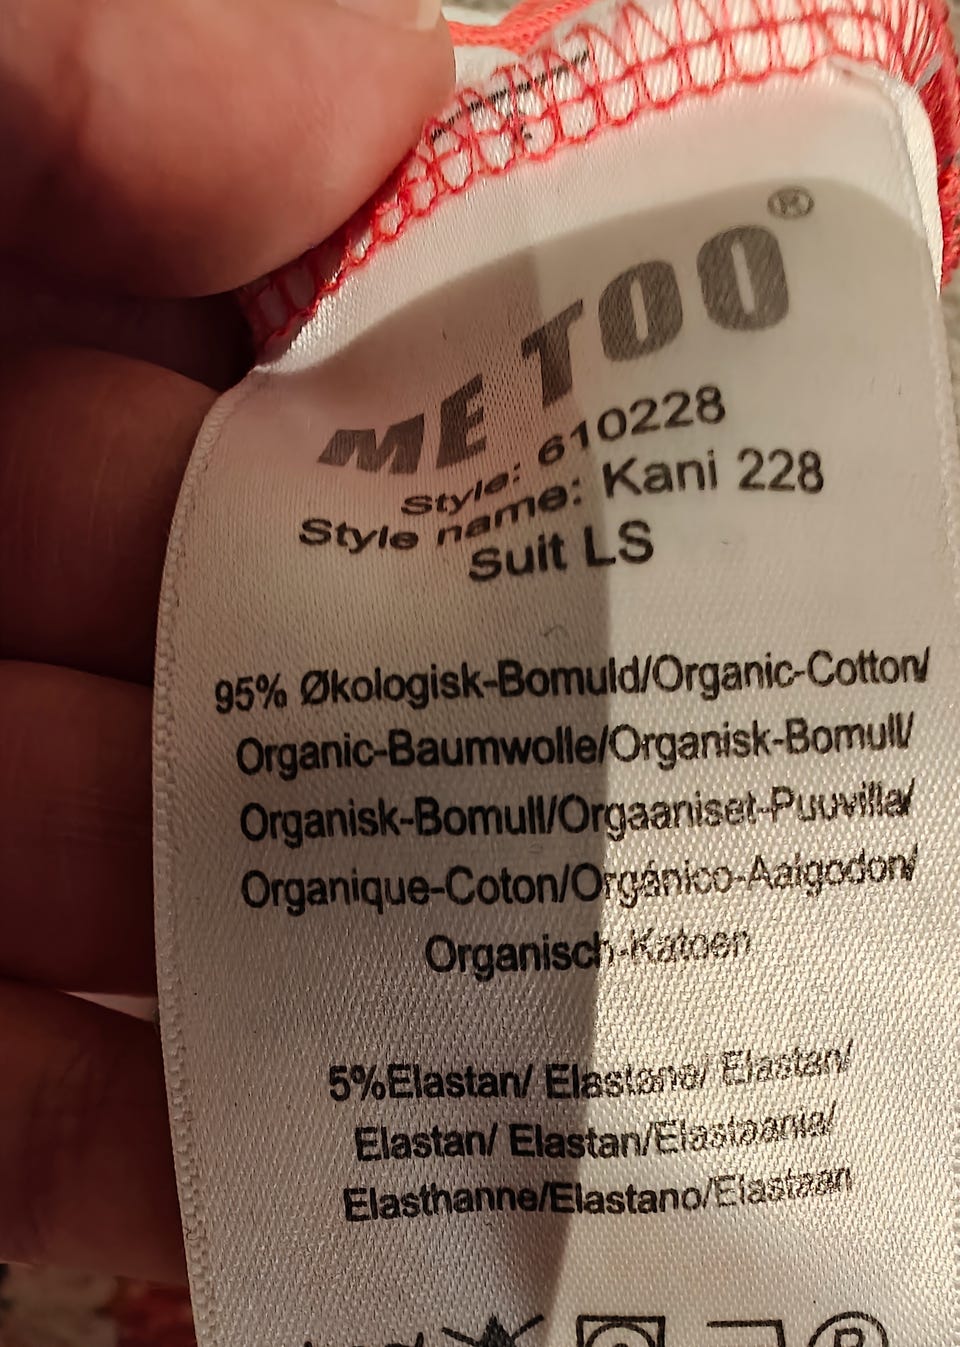 ME TOO®
Style: 610228
Style name: Kani 228
Suit LS
95% Økologisk-Bomuld/Organic-Cotton/
Organic-Baumwolle/Organisk-Bomull/
Organisk-Bomull/Orgaaniset-Puuvilla/
Organique-Coton/Orgánico-Aalgodon/
Organisch-Katoen
5%Elastan/ Elastane/ Elastan/
Elastan/ Elastan/Elastaania/
Elasthanne/Elastano/Elastaan
P